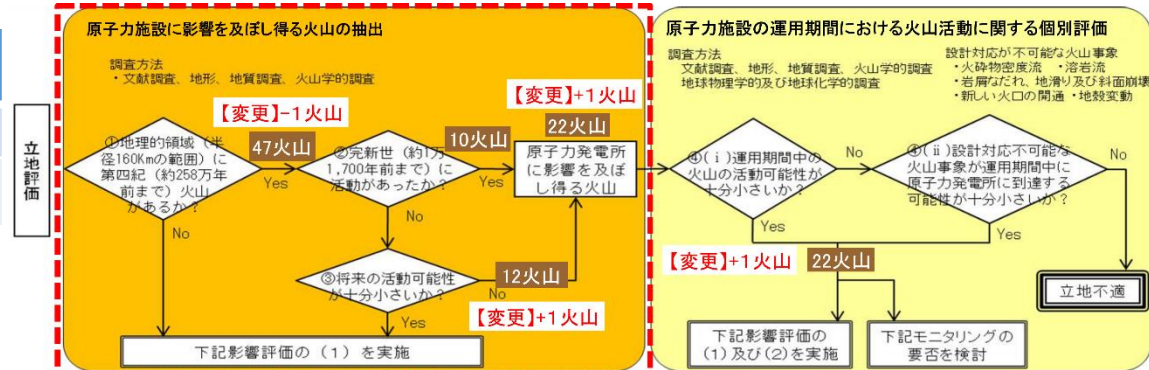 原子力施設に影響を及ぼし得る火山の抽出
調査方法
・文献調査、地形、地質調査、火山学的調査
【変更】-1火山
47火山
10火山
【変更】+1火山
22火山
立地評価
①地理的領域（半
径160Kmの範囲）に
第四紀（約258万年
前まで）火山
があるか？
Yes
No
②完新世（約1万
1,700年前まで）に
活動があったか？
Yes
No
原子力発電所
に影響を及ぼ
し得る火山
③将来の活動可能性
が十分小さいか？
12火山
No
【変更】+1火山
Yes
下記影響評価の（1）を実施
原子力施設の運用期間における火山活動に関する個別評価
調査方法
文献調査、地形、地質調査、火山学的調査
地球物理学的及び地球化学的調査
設計対応が不可能な火山事象
・火砕物密度流　・溶岩流
・岩屑なだれ、地滑り及び斜面崩壊
・新しい火口の開通　・地殻変動
④(ⅰ)運用期間中の
火山の活動可能性が
十分小さいか？
No
Yes
④(ⅱ)設計対応不可能な
火山事象が運用期間中に
原子力発電所に到達する
可能性が十分小さいか？
No
Yes
【変更】+1火山
22火山
立地不適
下記影響評価の
(1)及び(2)を実施
下記モニタリングの
要否を検討